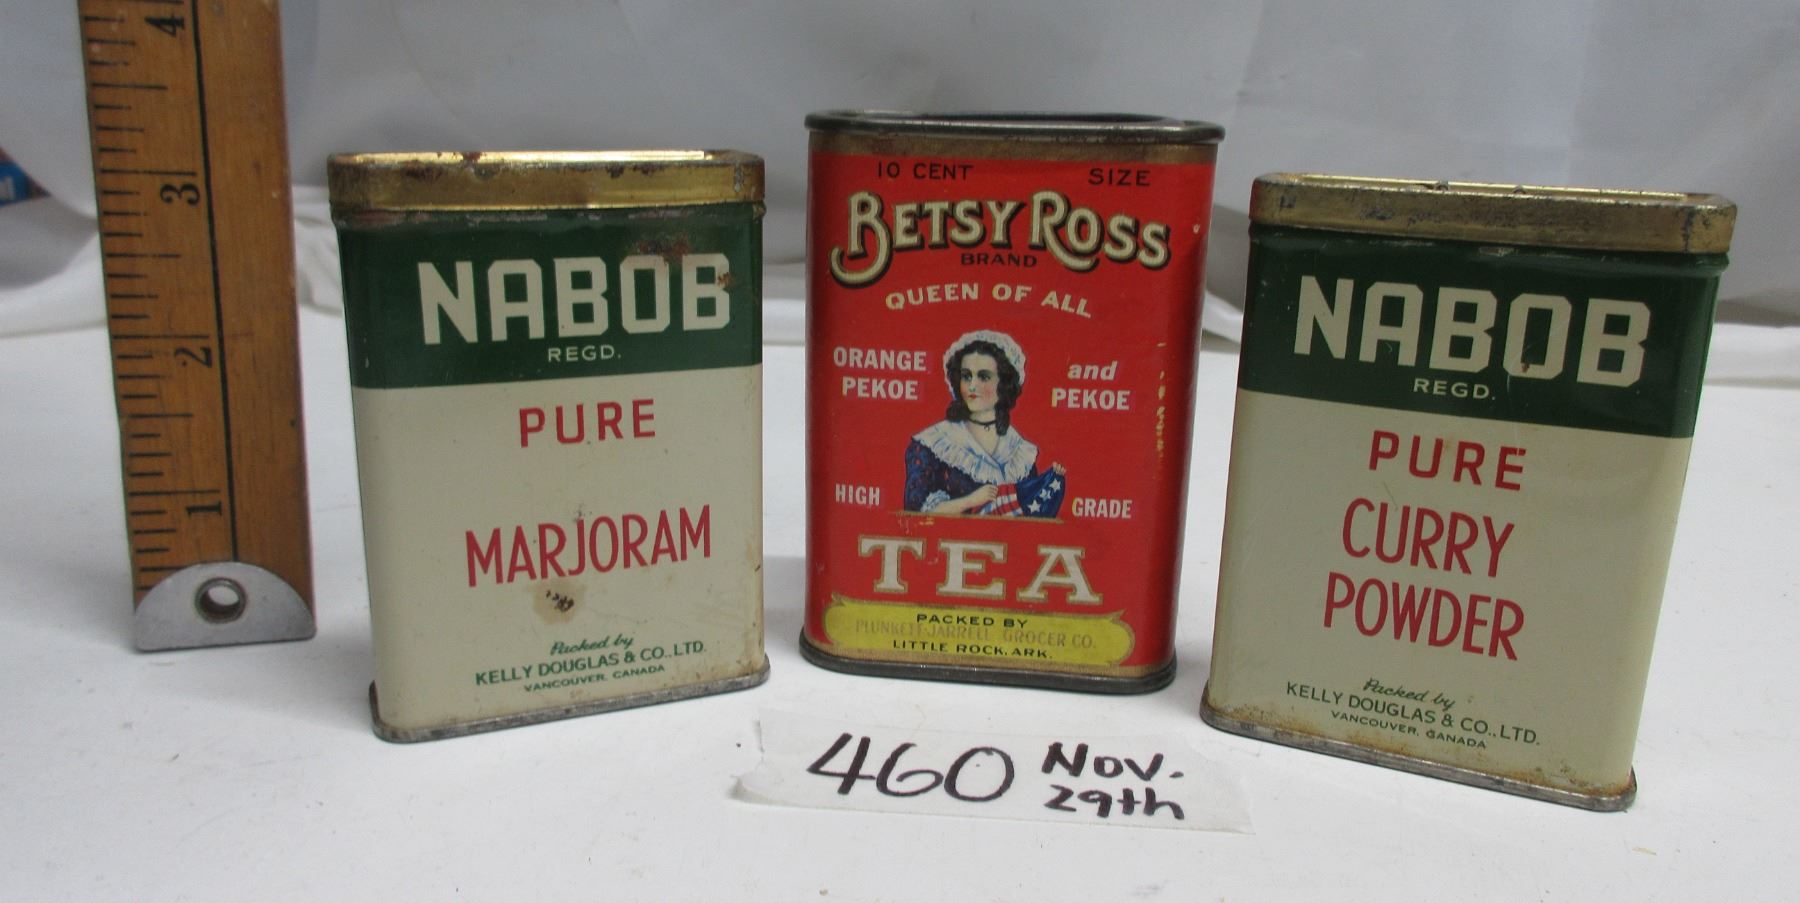 4
3
2
1
NABOB
REGD.
PURE
MARJORAM
Packed by
KELLY DOUGLAS & CO., LTD.
VANCOUVER, CANADA
10 CENT SIZE
BETSY ROSS
BRAND
QUEEN OF ALL
ORANGE PEKOE
and PEKOE
HIGH GRADE
TEA
PACKED BY
PLUNKETT-JARRELL GROCER CO.
LITTLE ROCK, ARK.
NABOB
REGD.
PURE
CURRY
POWDER
Packed by
KELLY DOUGLAS & CO., LTD.
VANCOUVER, CANADA
460 Nov.
29th